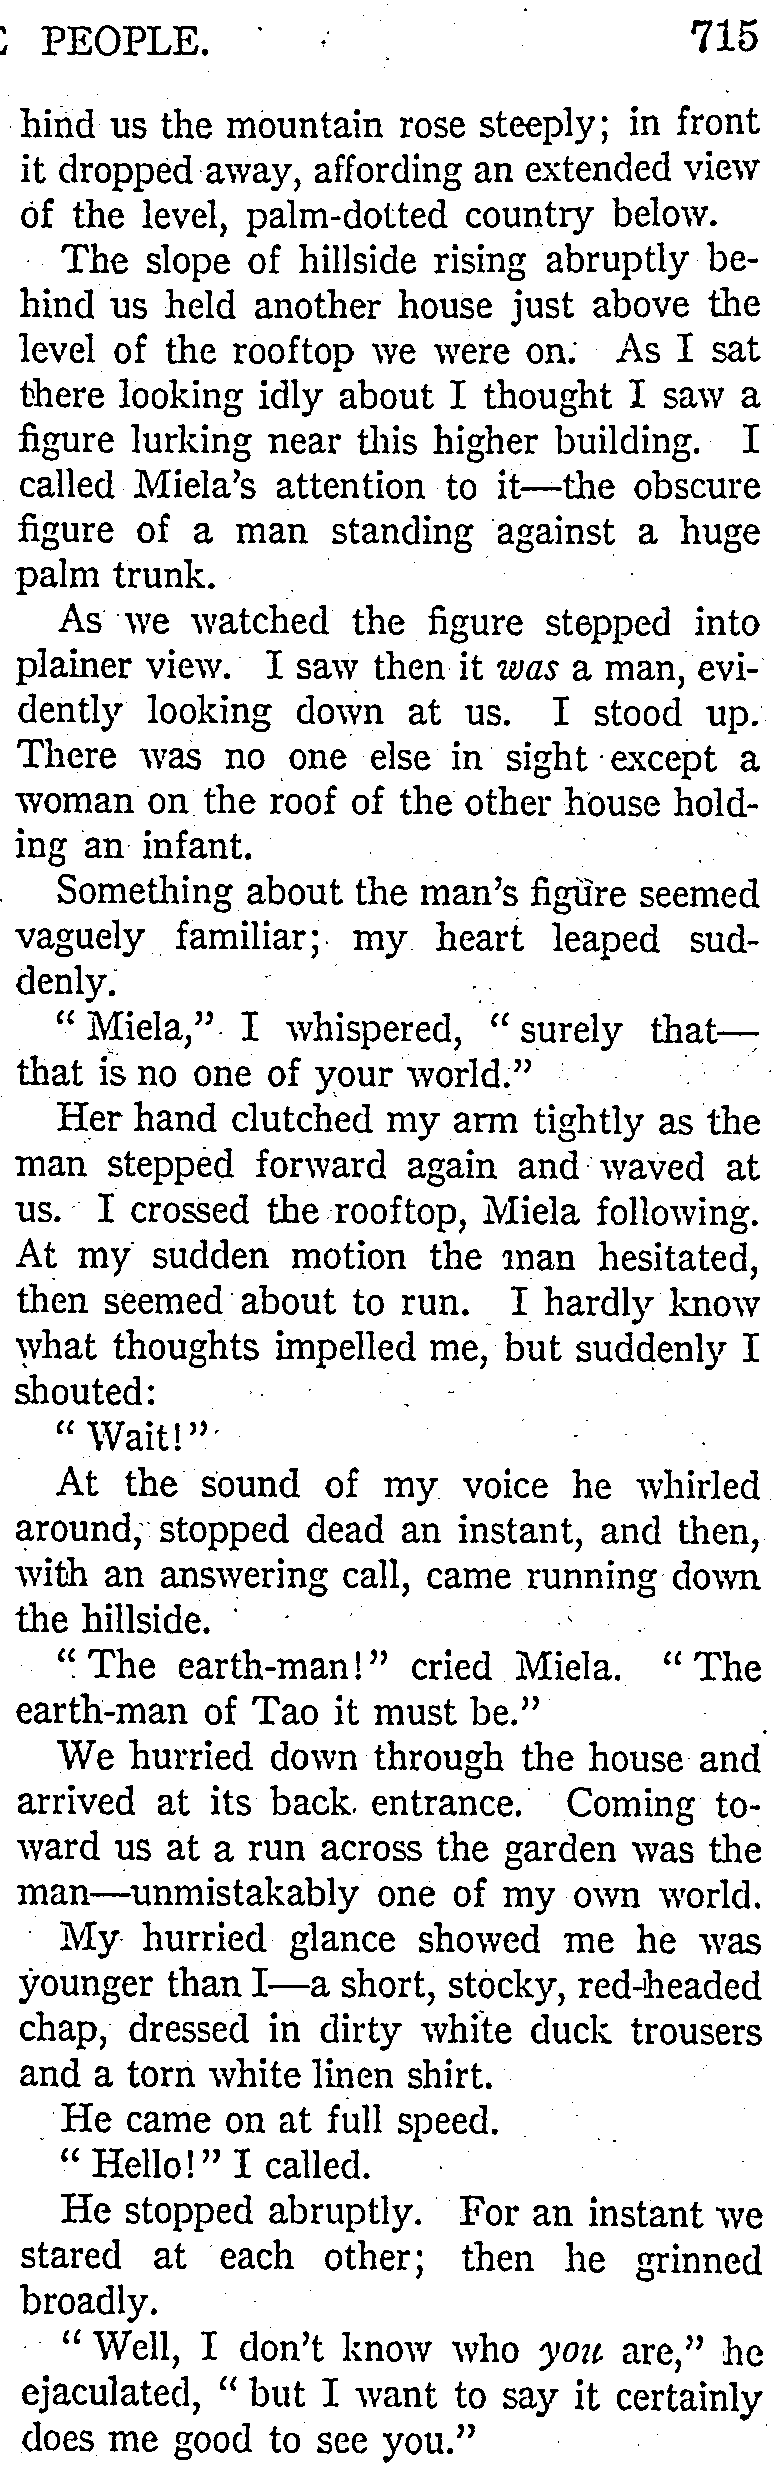 PEOPLE. 715
hind us the mountain rose steeply; in front
it dropped away, affording an extended view
of the level, palm-dotted country below.
The slope of hillside rising abruptly be-
hind us held another house just above the
level of the rooftop we were on. As I sat
there looking idly about I thought I saw a
figure lurking near this higher building. I
called Miela's attention to it—the obscure
figure of a man standing against a huge
palm trunk.
As we watched the figure stepped into
plainer view. I saw then it was a man, evi-
dently looking down at us. I stood up.
There was no one else in sight except a
woman on the roof of the other house hold-
ing an infant.
Something about the man's figure seemed
vaguely familiar; my heart leaped sud-
denly.
"Miela," I whispered, "surely that—
that is no one of your world."
Her hand clutched my arm tightly as the
man stepped forward again and waved at
us. I crossed the rooftop, Miela following.
At my sudden motion the man hesitated,
then seemed about to run. I hardly know
what thoughts impelled me, but suddenly I
shouted:
"Wait!"
At the sound of my voice he whirled
around, stopped dead an instant, and then,
with an answering call, came running down
the hillside.
"The earth-man!" cried Miela. "The
earth-man of Tao it must be."
We hurried down through the house and
arrived at its back entrance. Coming to-
ward us at a run across the garden was the
man—unmistakably one of my own world.
My hurried glance showed me he was
younger than I—a short, stocky, red-headed
chap, dressed in dirty white duck trousers
and a torn white linen shirt.
He came on at full speed.
"Hello!" I called.
He stopped abruptly. For an instant we
stared at each other; then he grinned
broadly.
"Well, I don't know who you are," he
ejaculated, "but I want to say it certainly
does me good to see you."